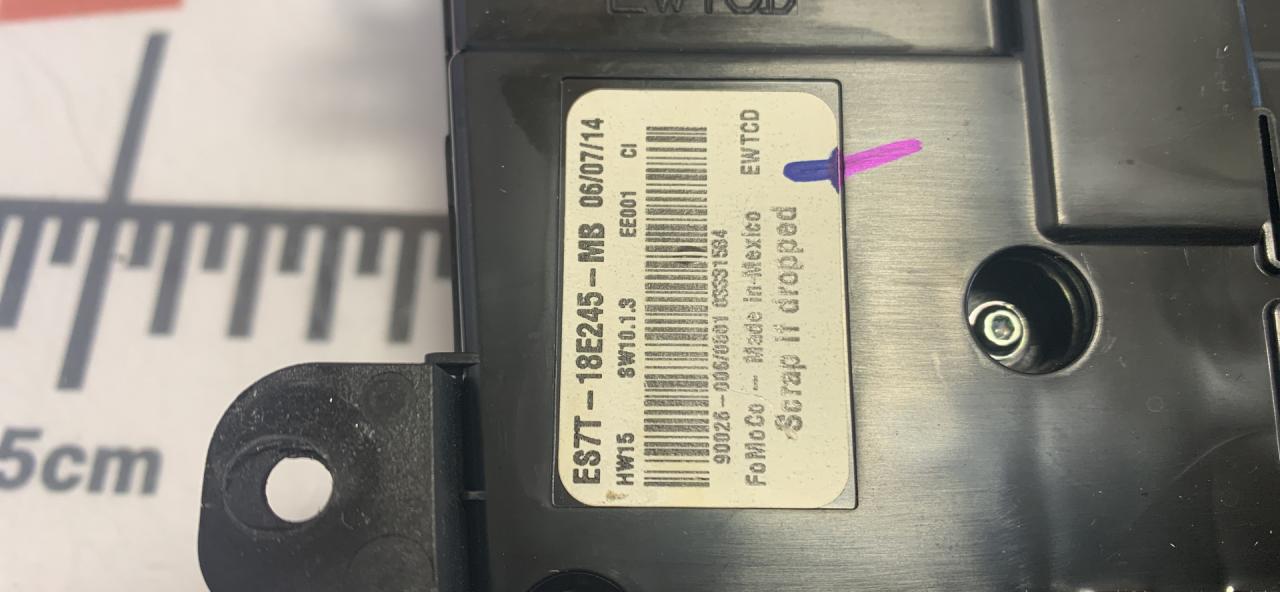 EWTCD
ES7T-18E245-MB 06/07/14
HW15 SW10.1.3 EE001 CI
90026-006/0001 03331584
FoMoCo - Made in Mexico EWTCD
Scrap if dropped
5cm